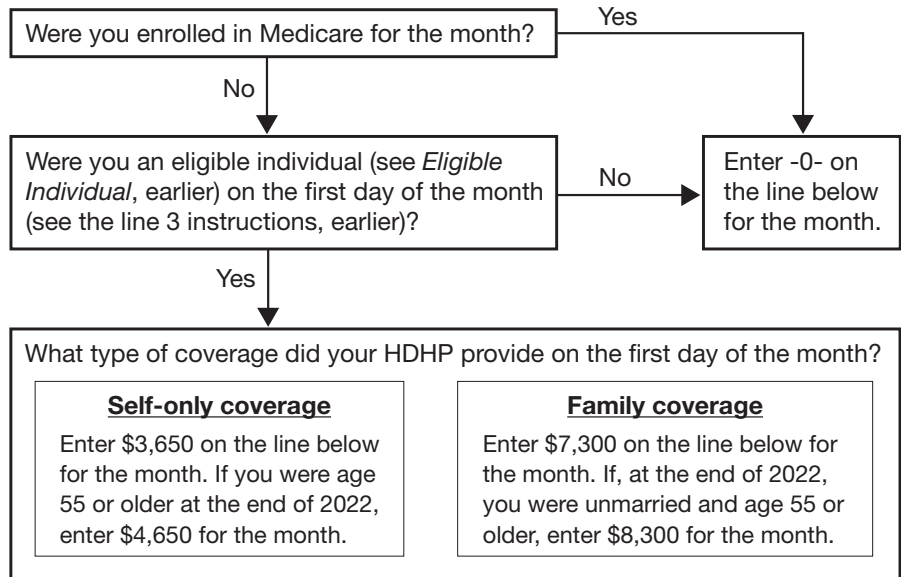 Were you enrolled in Medicare for the month?
Yes
No
Were you an eligible individual (see Eligible
Individual, earlier) on the first day of the month
(see the line 3 instructions, earlier)?
No
Enter -0- on
the line below
for the month.
Yes
What type of coverage did your HDHP provide on the first day of the month?
Self-only coverage
Enter $3,650 on the line below
for the month. If you were age
55 or older at the end of 2022,
enter $4,650 for the month.
Family coverage
Enter $7,300 on the line below for
the month. If, at the end of 2022,
you were unmarried and age 55 or
older, enter $8,300 for the month.